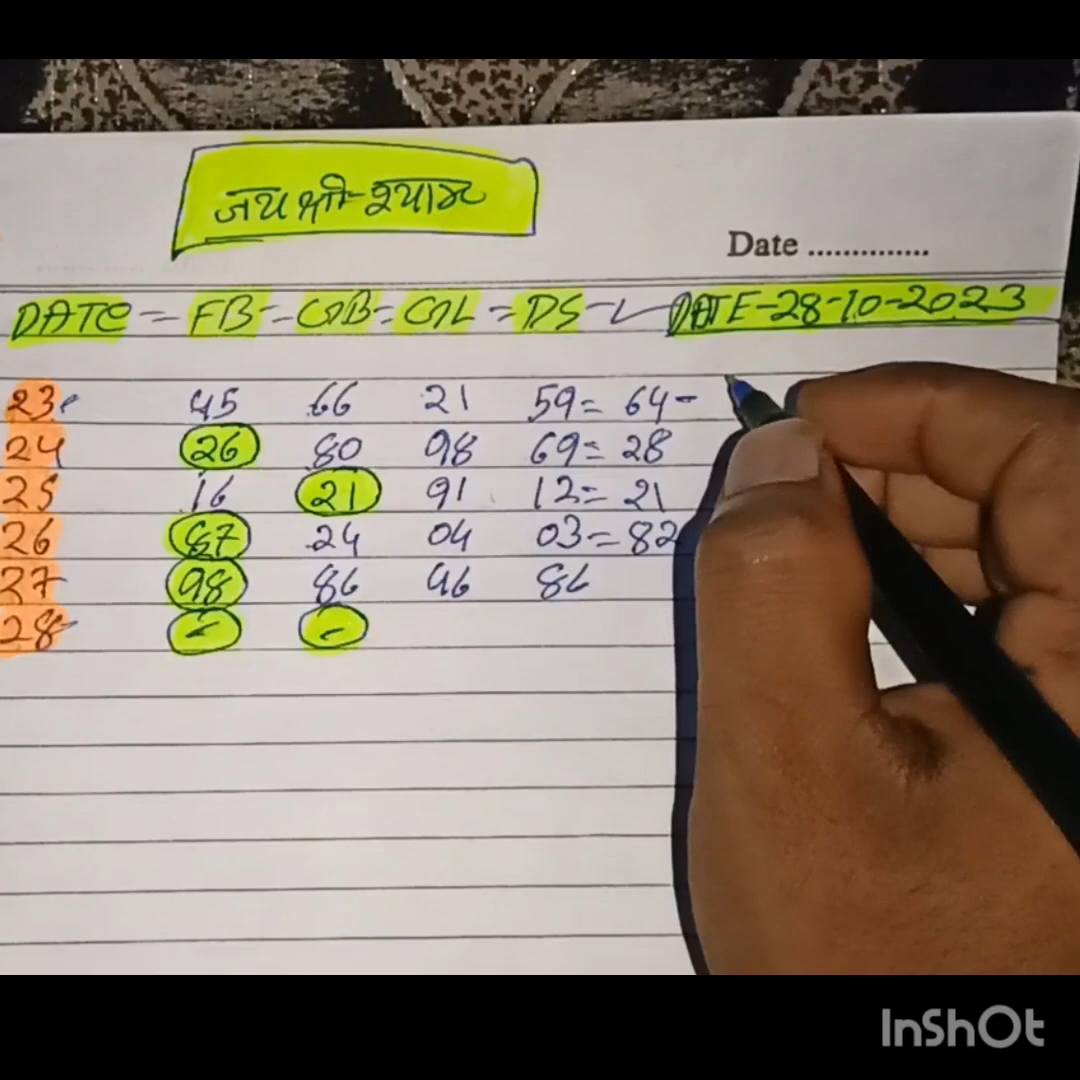 जय श्री श्याम
Date ..............
DATE = FB - GB = GL = DS - DATE-28-10-2023
23 45 66 21 59 = 64 -
24 26 80 98 69 = 28
25 16 21 91 12 = 21
26 87 24 04 03 = 82
27 98 86 46 86
28 - -
InShOt